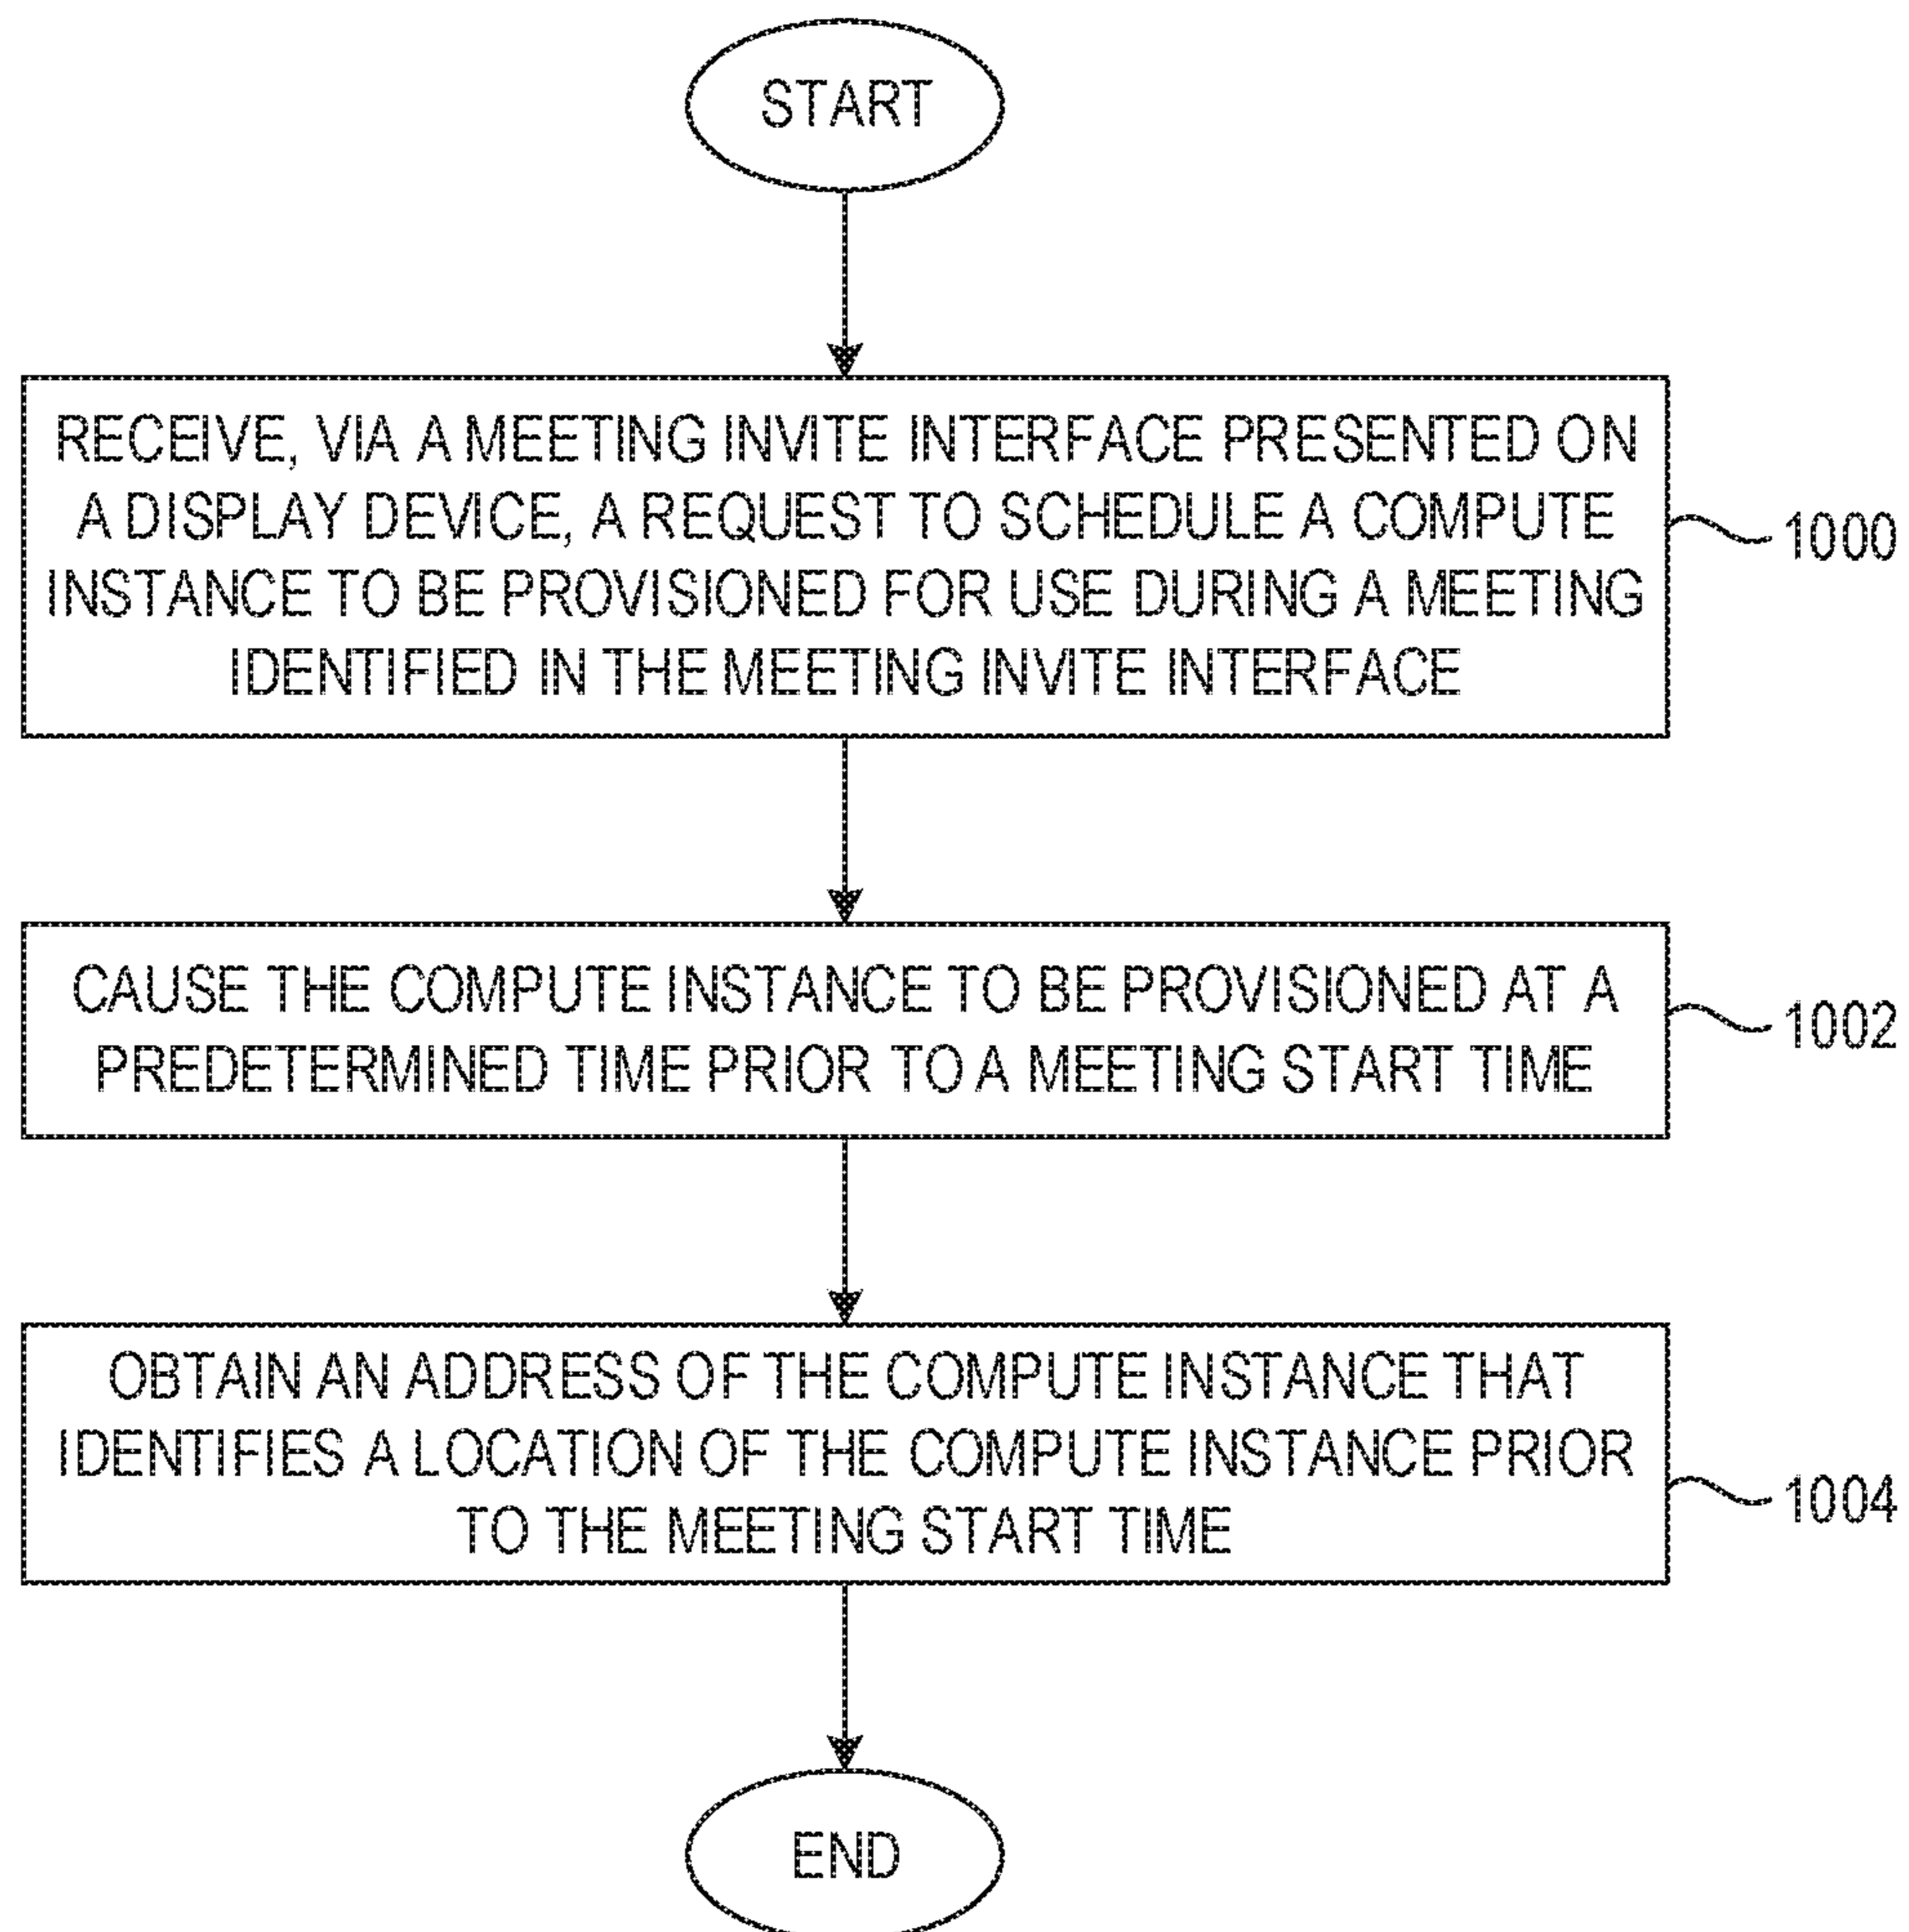 START
RECEIVE, VIA A MEETING INVITE INTERFACE PRESENTED ON
A DISPLAY DEVICE, A REQUEST TO SCHEDULE A COMPUTE
INSTANCE TO BE PROVISIONED FOR USE DURING A MEETING
IDENTIFIED IN THE MEETING INVITE INTERFACE
1000
CAUSE THE COMPUTE INSTANCE TO BE PROVISIONED AT A
PREDETERMINED TIME PRIOR TO A MEETING START TIME
1002
OBTAIN AN ADDRESS OF THE COMPUTE INSTANCE THAT
IDENTIFIES A LOCATION OF THE COMPUTE INSTANCE PRIOR
TO THE MEETING START TIME
1004
END